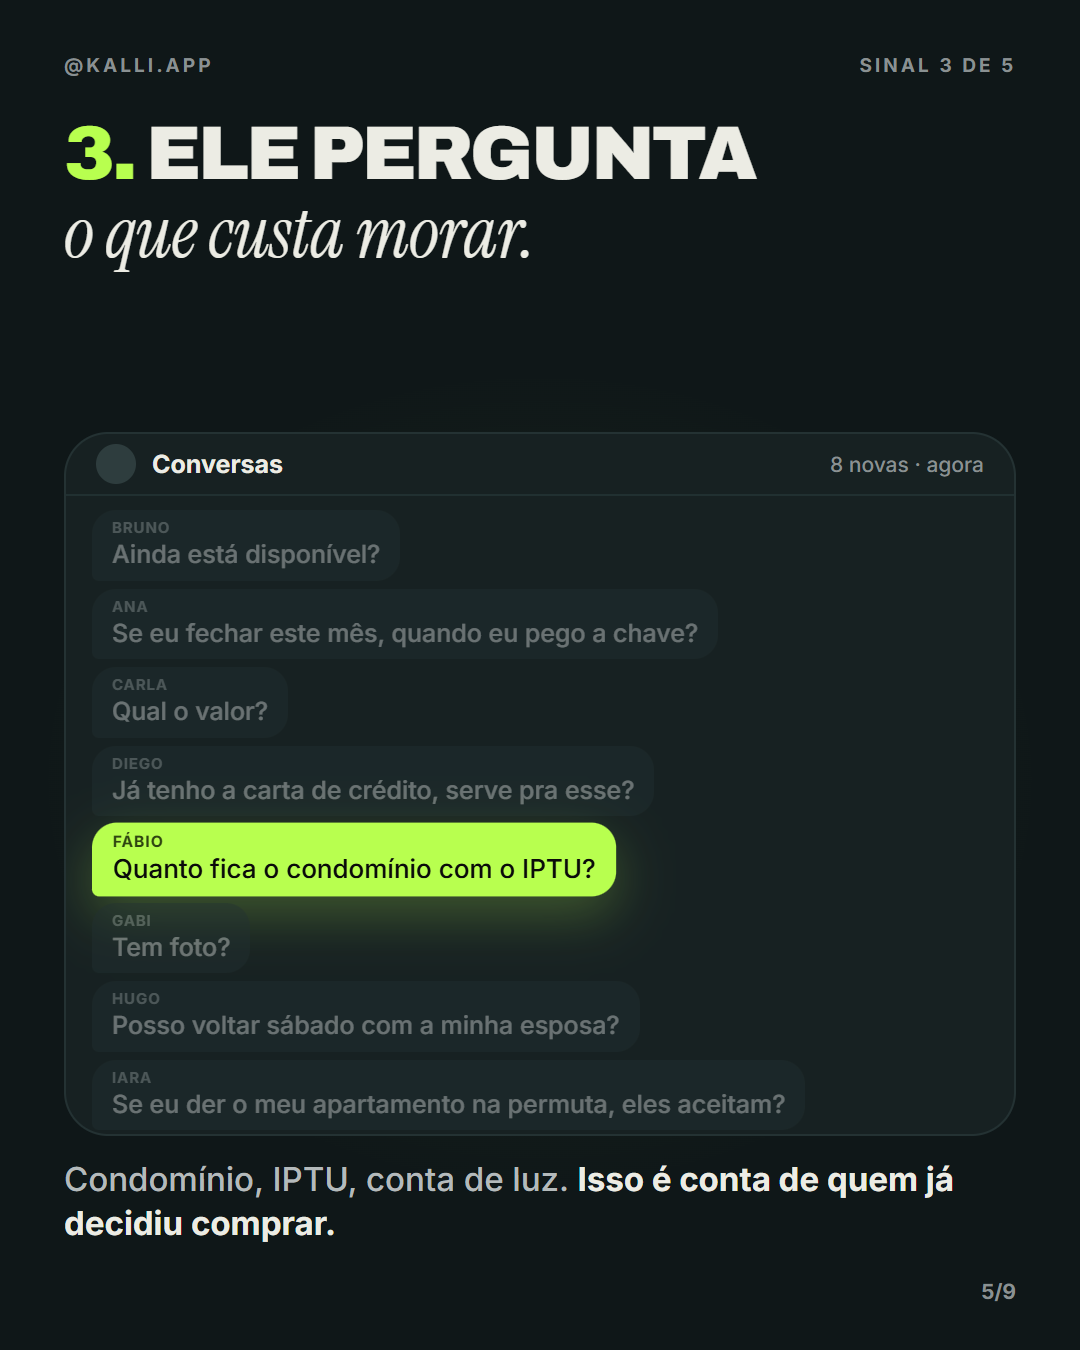 @KALLI.APP
SINAL 3 DE 5
3. ELE PERGUNTA
o que custa morar.
Conversas
8 novas · agora
BRUNO
Ainda está disponível?
ANA
Se eu fechar este mês, quando eu pego a chave?
CARLA
Qual o valor?
DIEGO
Já tenho a carta de crédito, serve pra esse?
FÁBIO
Quanto fica o condomínio com o IPTU?
GABI
Tem foto?
HUGO
Posso voltar sábado com a minha esposa?
IARA
Se eu der o meu apartamento na permuta, eles aceitam?
Condomínio, IPTU, conta de luz. Isso é conta de quem já
decidiu comprar.
5/9